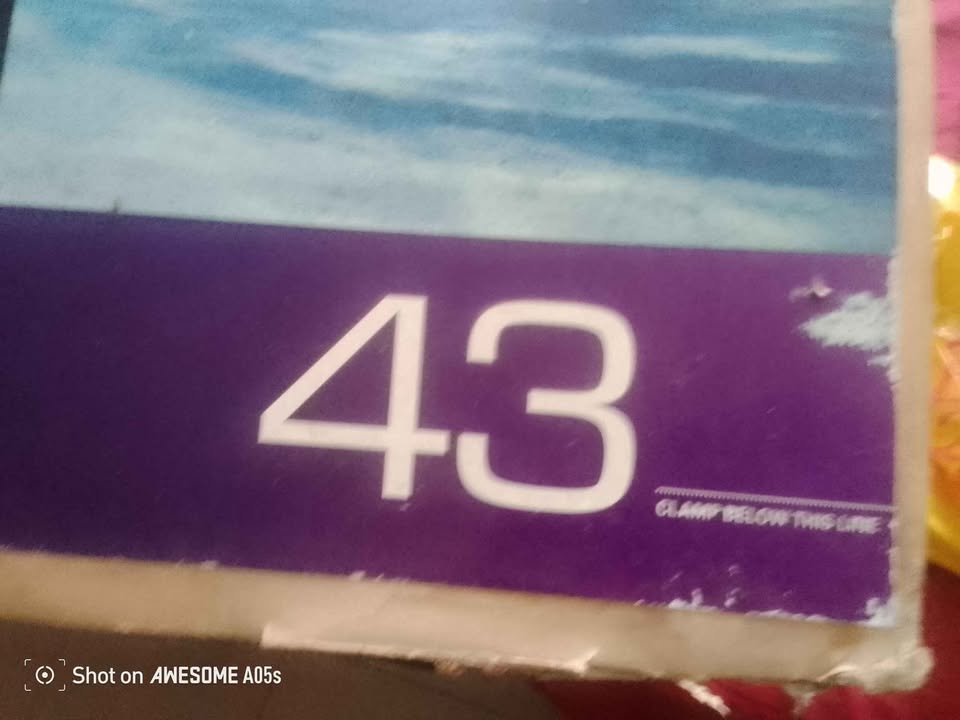 43
CLAMP BELOW THIS LINE
Shot on AWESOME A05s